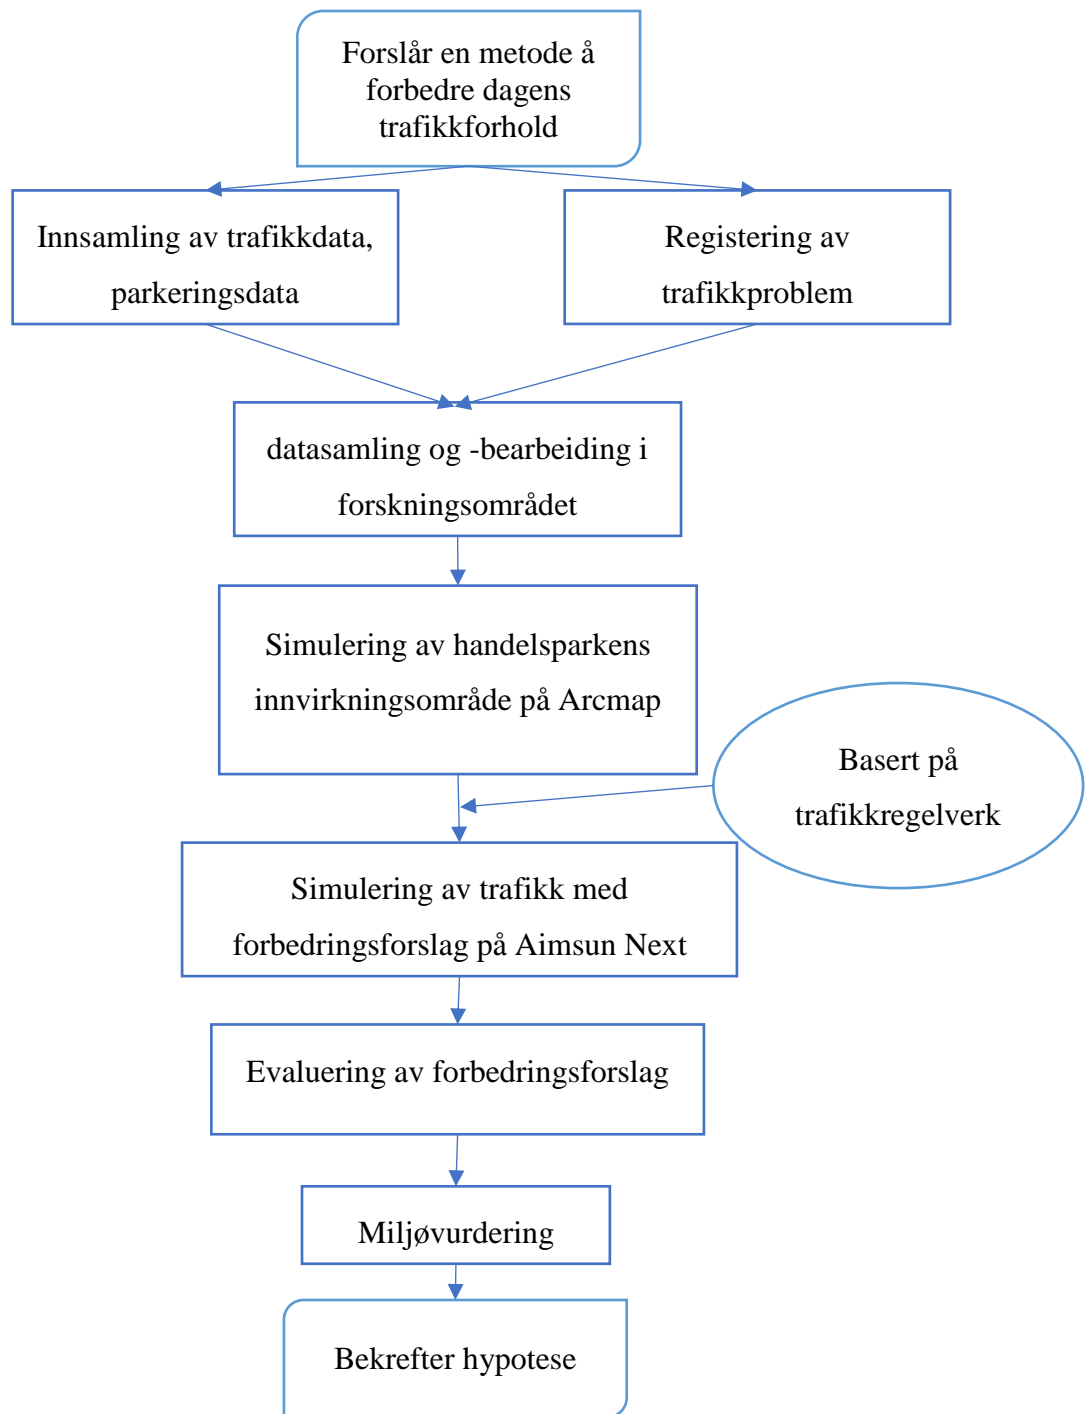 Forslår en metode å
forbedre dagens
trafikkforhold
Innsamling av trafikkdata,
parkeringsdata
Registering av
trafikkproblem
datasamling og -bearbeiding i
forskningsområdet
Simulering av handelsparkens
innvirkningsområde på Arcmap
Basert på
trafikkregelverk
Simulering av trafikk med
forbedringsforslag på Aimsun Next
Evaluering av forbedringsforslag
Miljøvurdering
Bekrefter hypotese